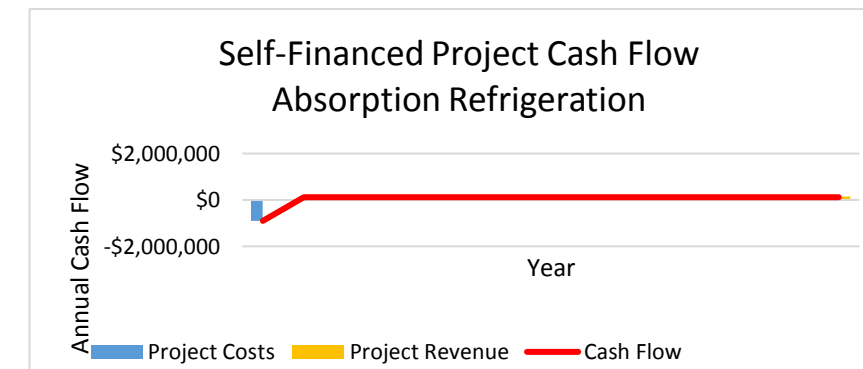 Self-Financed Project Cash Flow
Absorption Refrigeration
Annual Cash Flow
$2,000,000
$0
-$2,000,000
Year
Project Costs Project Revenue Cash Flow